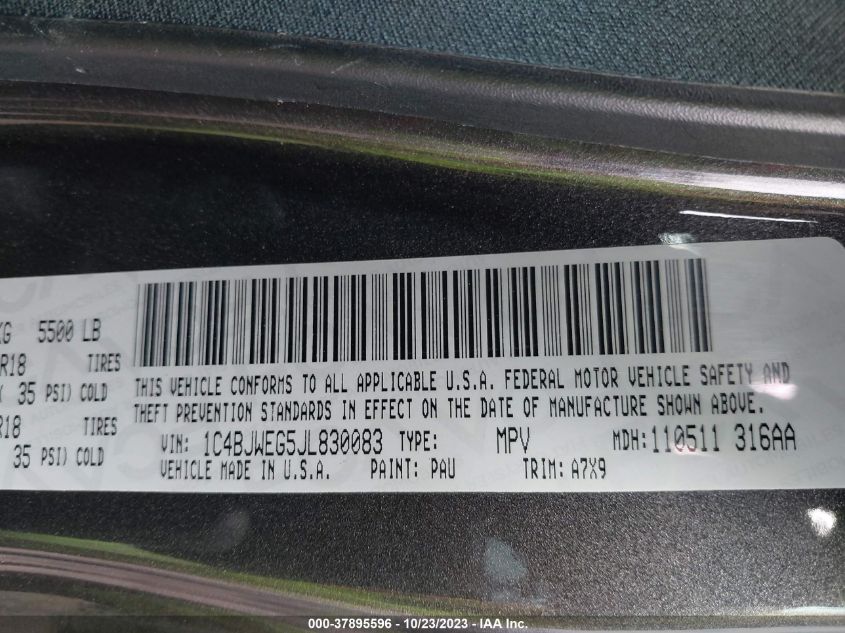 KG 5500 LB
R18 TIRES
35 PSI) COLD
R18 TIRES
35 PSI) COLD
THIS VEHICLE CONFORMS TO ALL APPLICABLE U.S.A. FEDERAL MOTOR VEHICLE SAFETY AND
THEFT PREVENTION STANDARDS IN EFFECT ON THE DATE OF MANUFACTURE SHOWN ABOVE.
VIN: 1C4BJWEG5JL830083 TYPE: MPV MDH:110511 316AA
VEHICLE MADE IN U.S.A. PAINT: PAU TRIM: A7X9
000-37895596 - 10/23/2023 - IAA Inc.